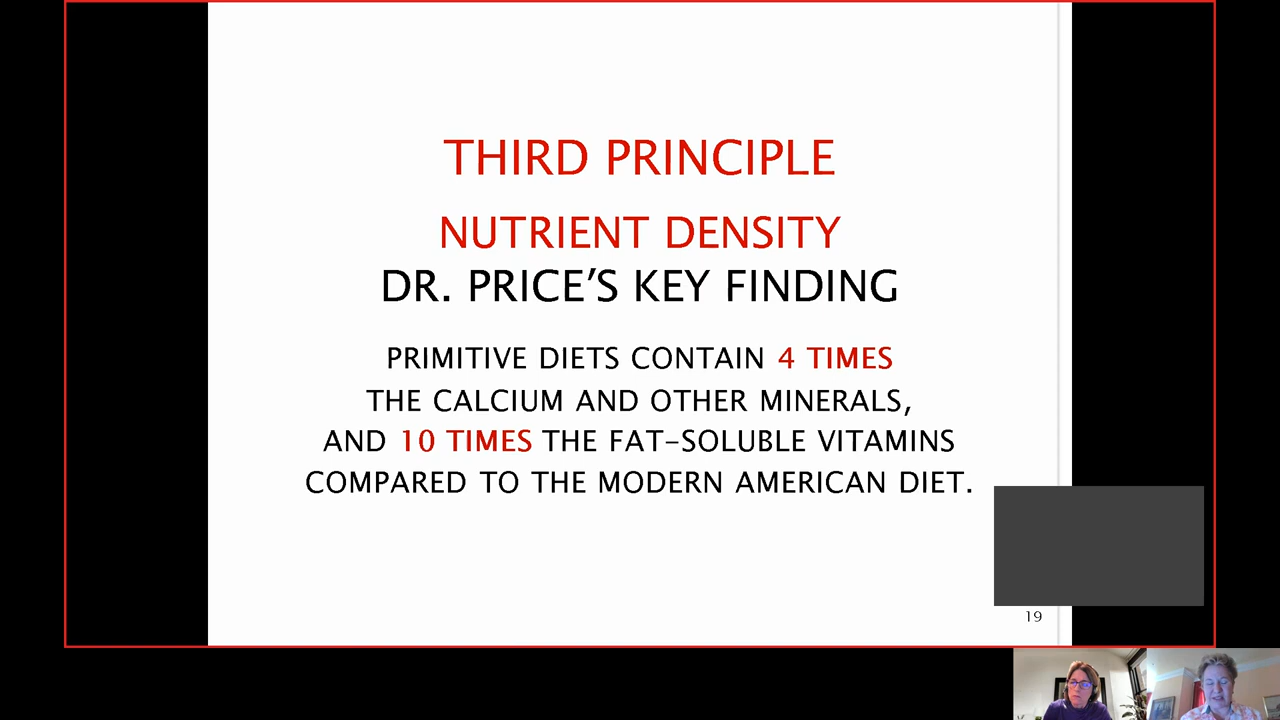 THIRD PRINCIPLE
NUTRIENT DENSITY
DR. PRICE’S KEY FINDING
PRIMITIVE DIETS CONTAIN 4 TIMES
THE CALCIUM AND OTHER MINERALS,
AND 10 TIMES THE FAT-SOLUBLE VITAMINS
COMPARED TO THE MODERN AMERICAN DIET.
19